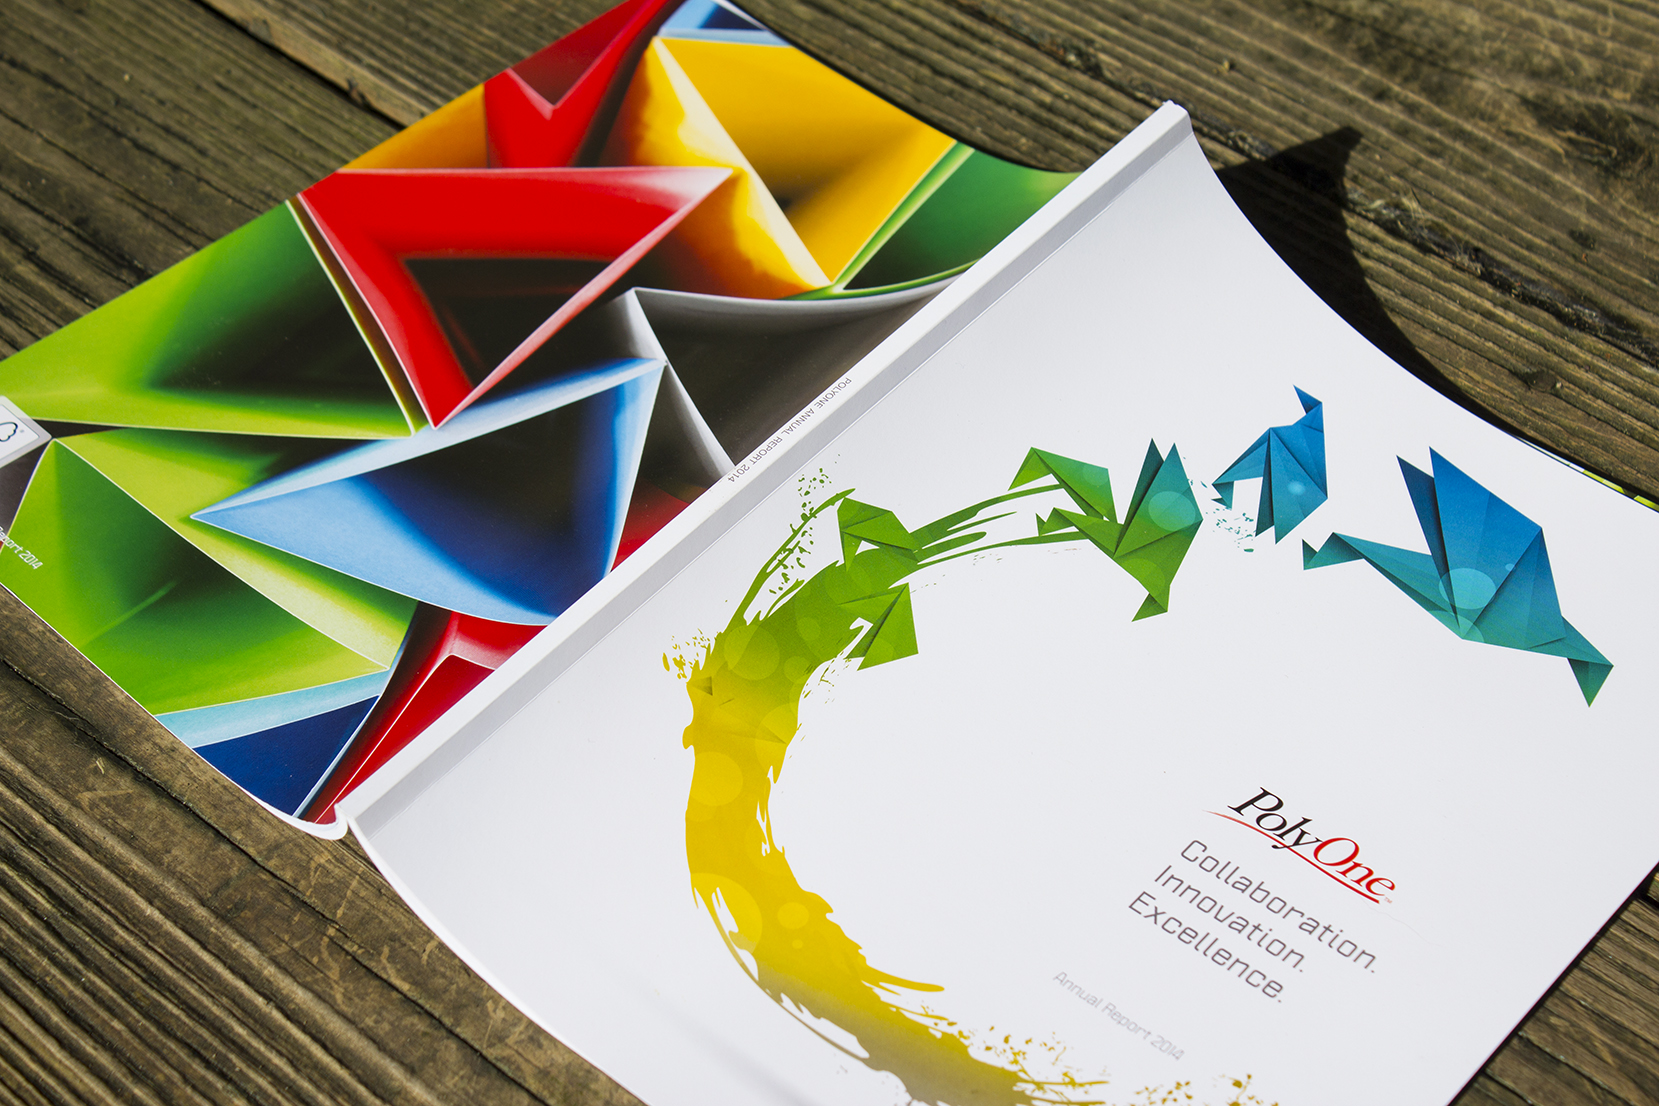 PolyOne
Collaboration.
Innovation.
Excellence.
Annual Report 2014
POLYONE ANNUAL REPORT 2014
Report 2014